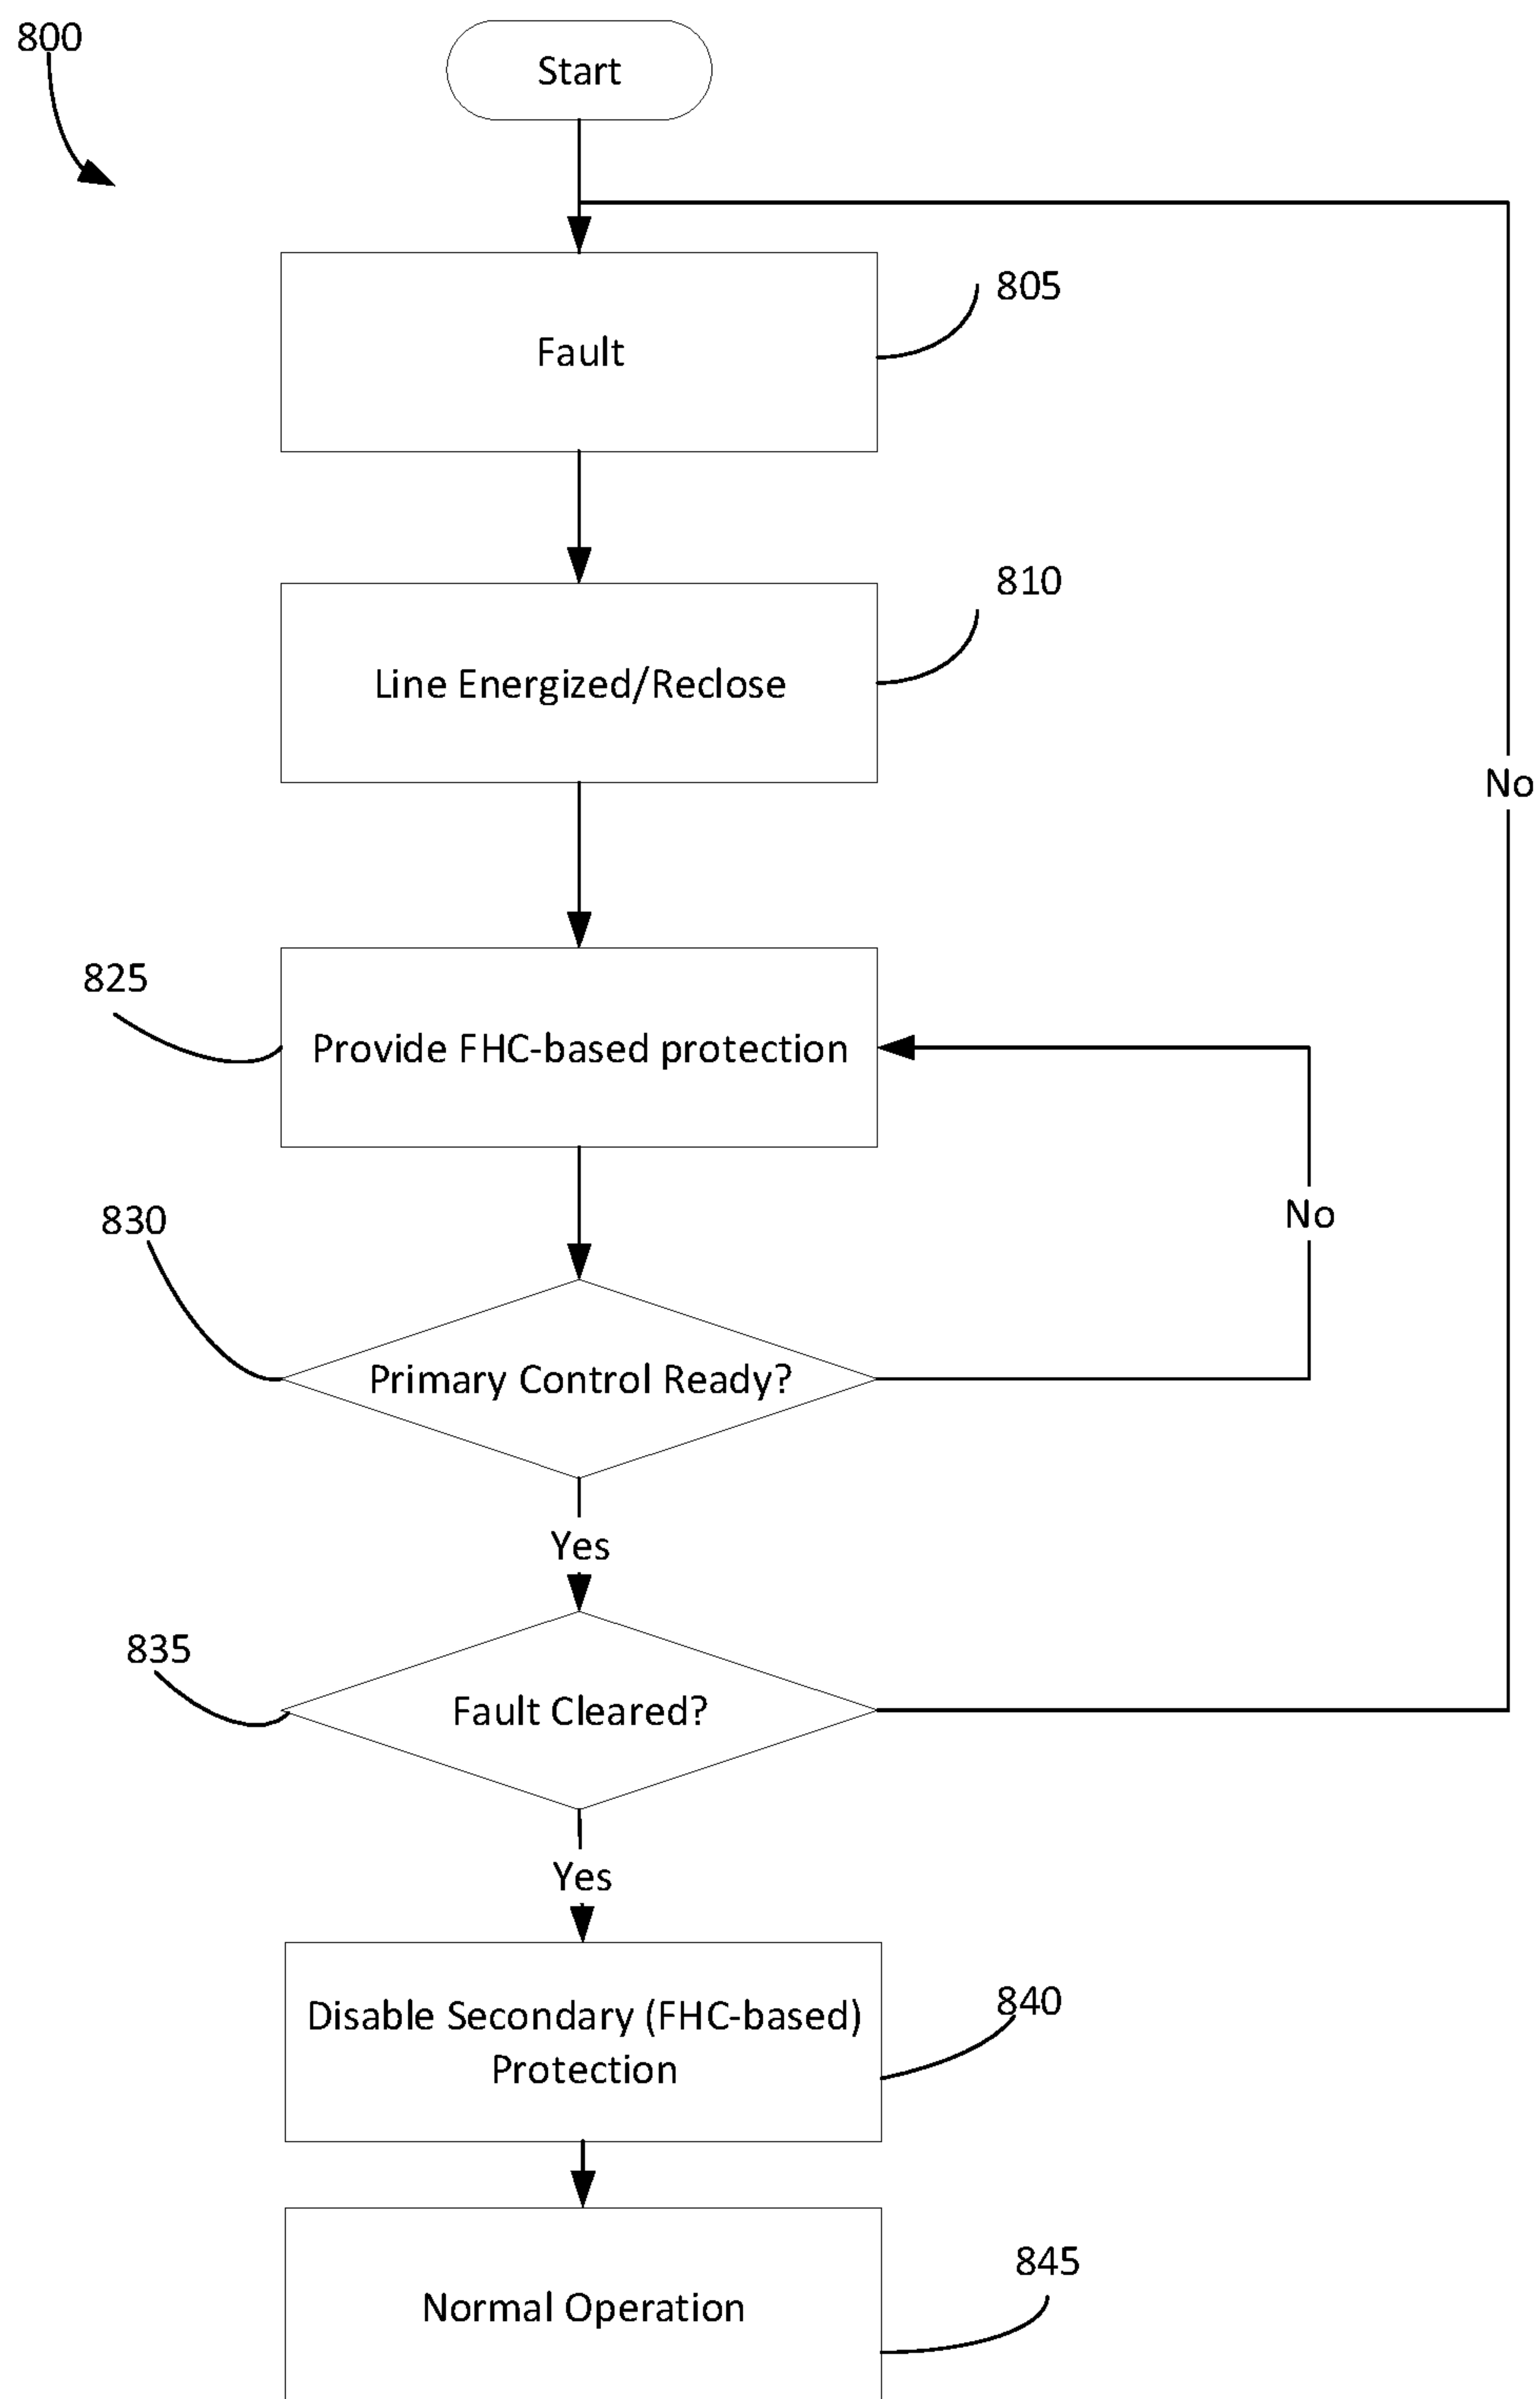 800
Start
805
Fault
810
Line Energized/Reclose
No
825
Provide FHC-based protection
830
No
Primary Control Ready?
Yes
835
Fault Cleared?
Yes
840
Disable Secondary (FHC-based)
Protection
845
Normal Operation